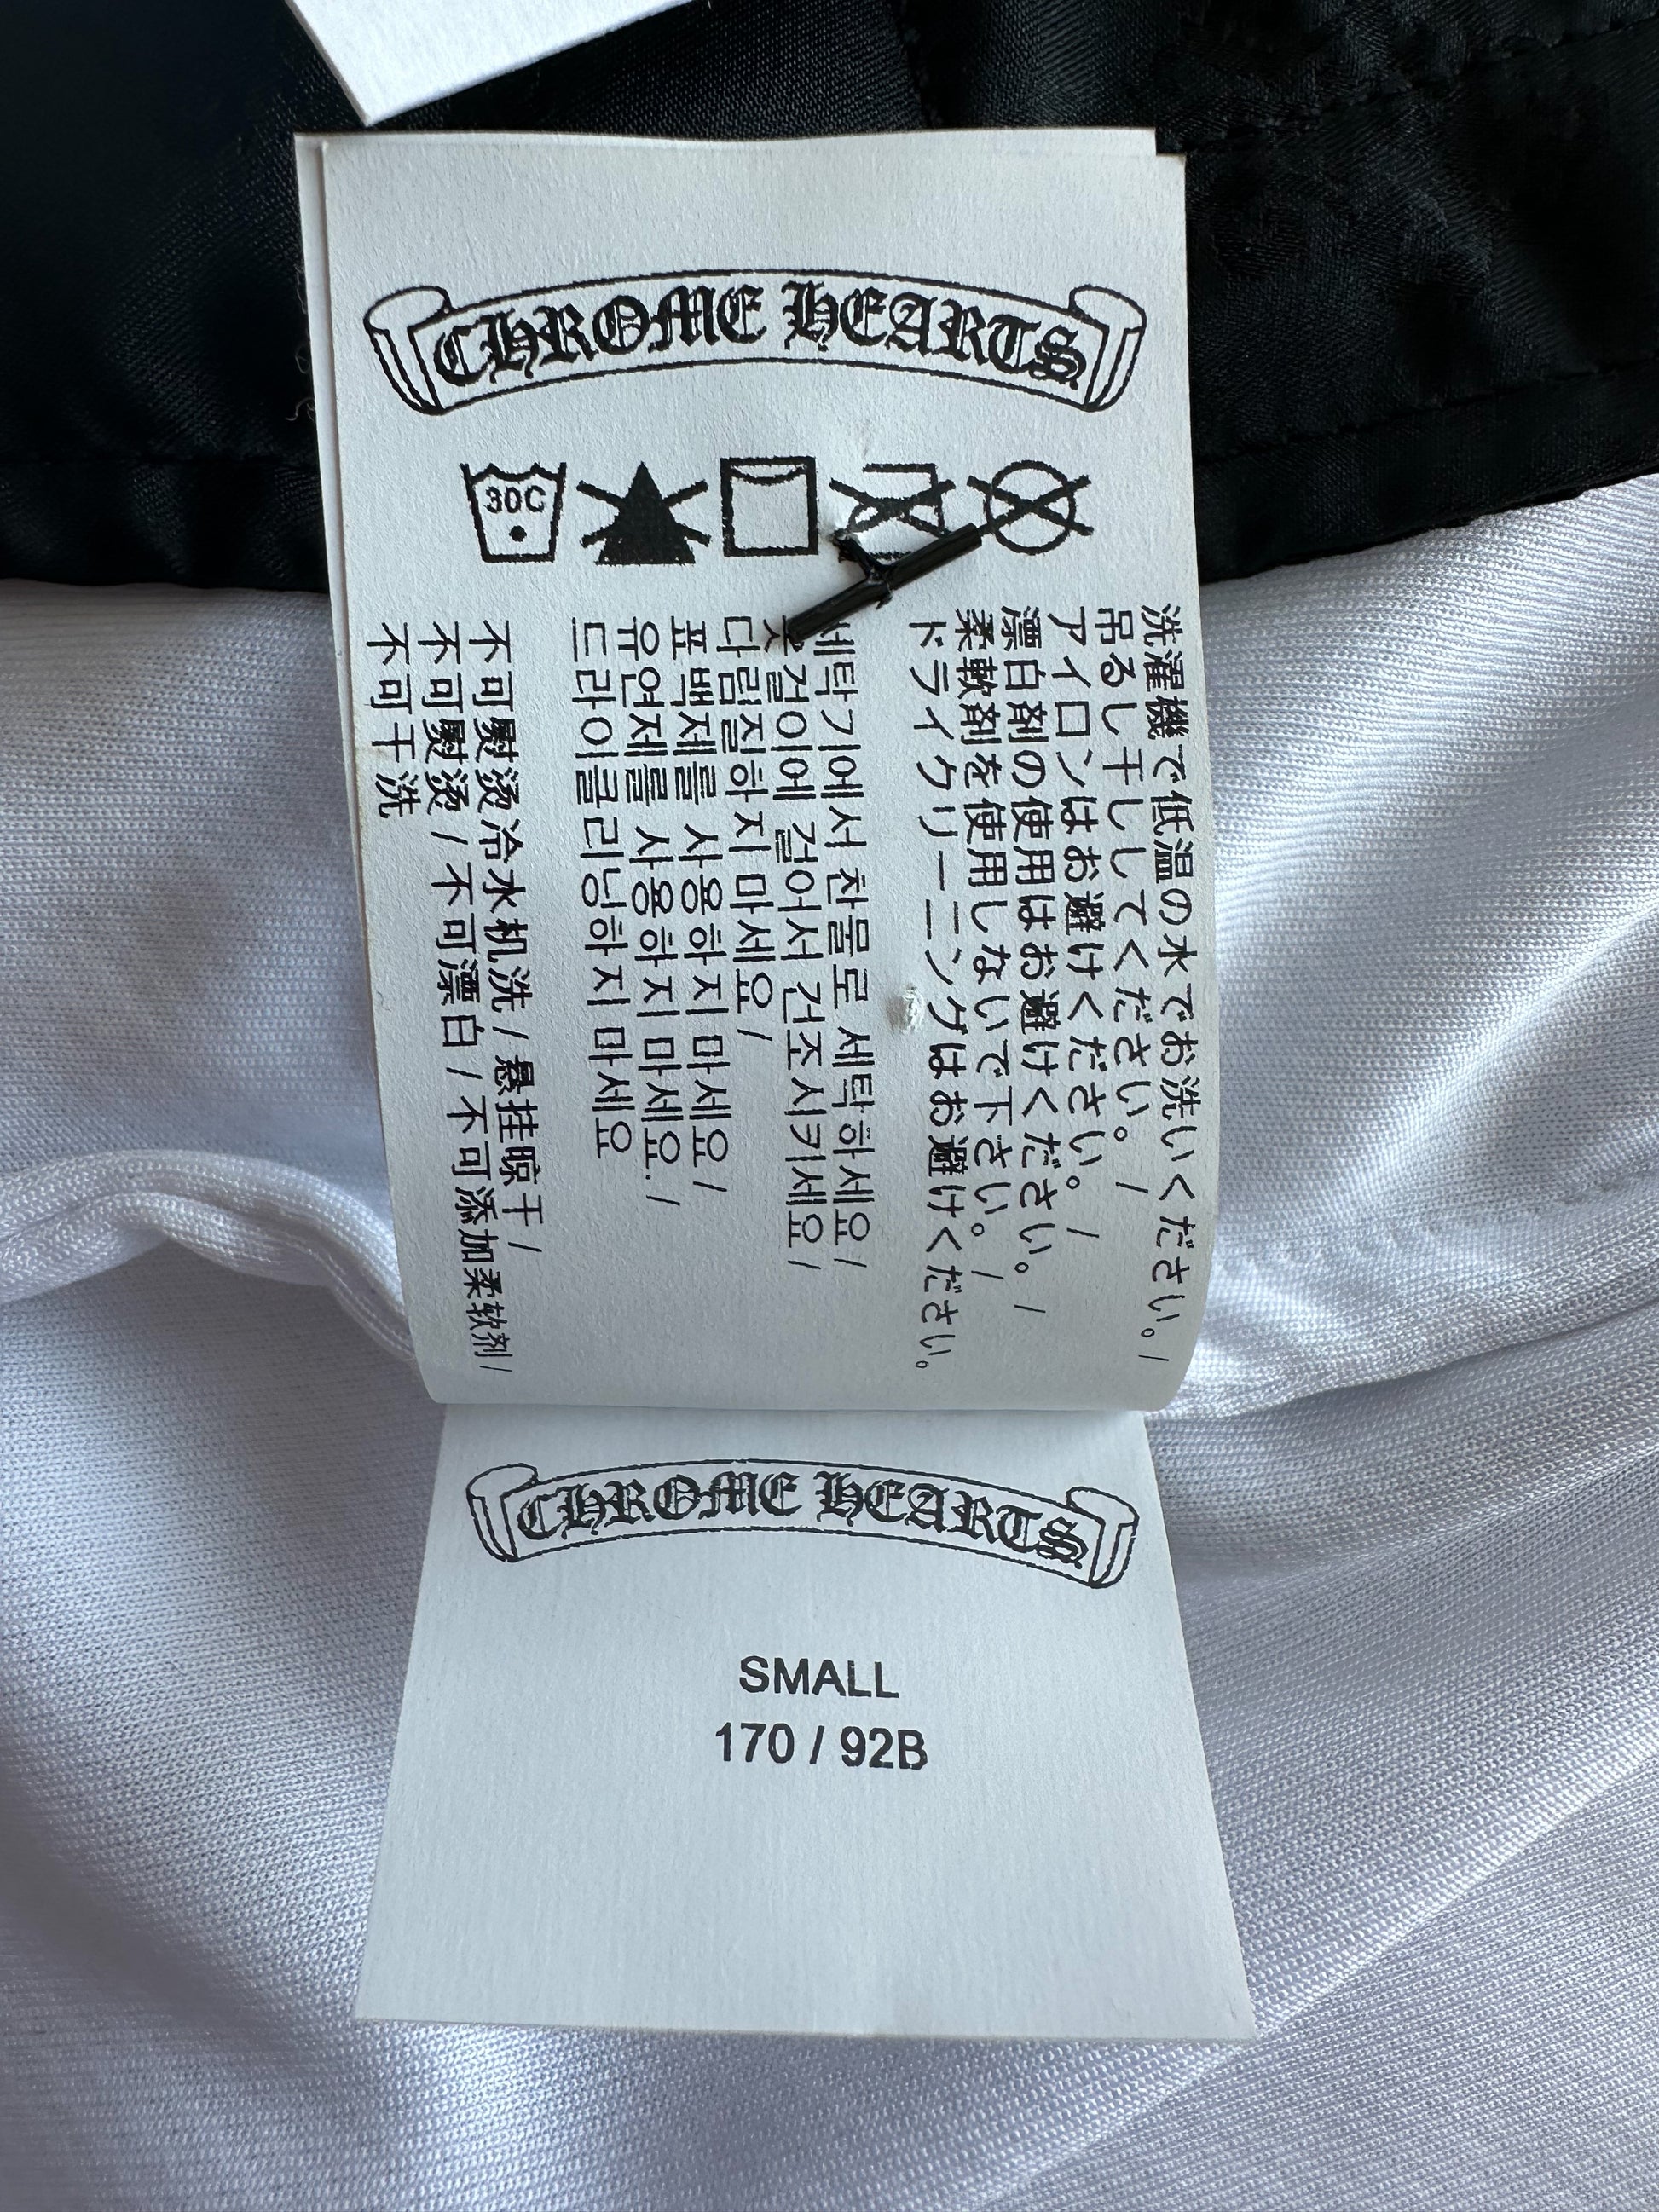 CHROME HEARTS
30C
洗濯機で低温の水でお洗いください。/
吊るし干ししてください。/
アイロンはお避けください。/
漂白剤の使用はお避けください。/
柔軟剤を使用しないで下さい。/
ドライクリーニングはお避けください。
세탁기에서 찬물로 세탁하세요/
옷걸이에 걸어서 건조시키세요/
다림질하지 마세요/
표백제를 사용하지 마세요/
유연제를 사용하지 마세요./
드라이클리닝하지 마세요
不可熨烫冷水机洗/悬挂晾干/
不可熨烫/不可漂白/不可添加柔软剂/
不可干洗
CHROME HEARTS
SMALL
170 / 92B